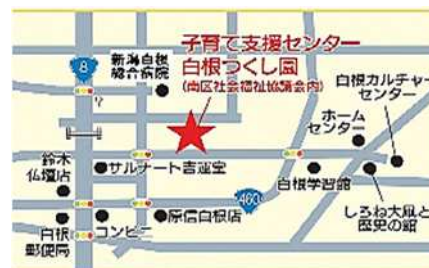 子育て支援センター
白根つくし園
(南区社会福祉協議会内)
8
新潟白根
総合病院
白根カルチャー
センター
ホーム
センター
鈴木
仏壇店
サルナート吉運堂
白根学習館
460
しろね大凧と
歴史の館
原信白根店
白根
郵便局
コンビニ